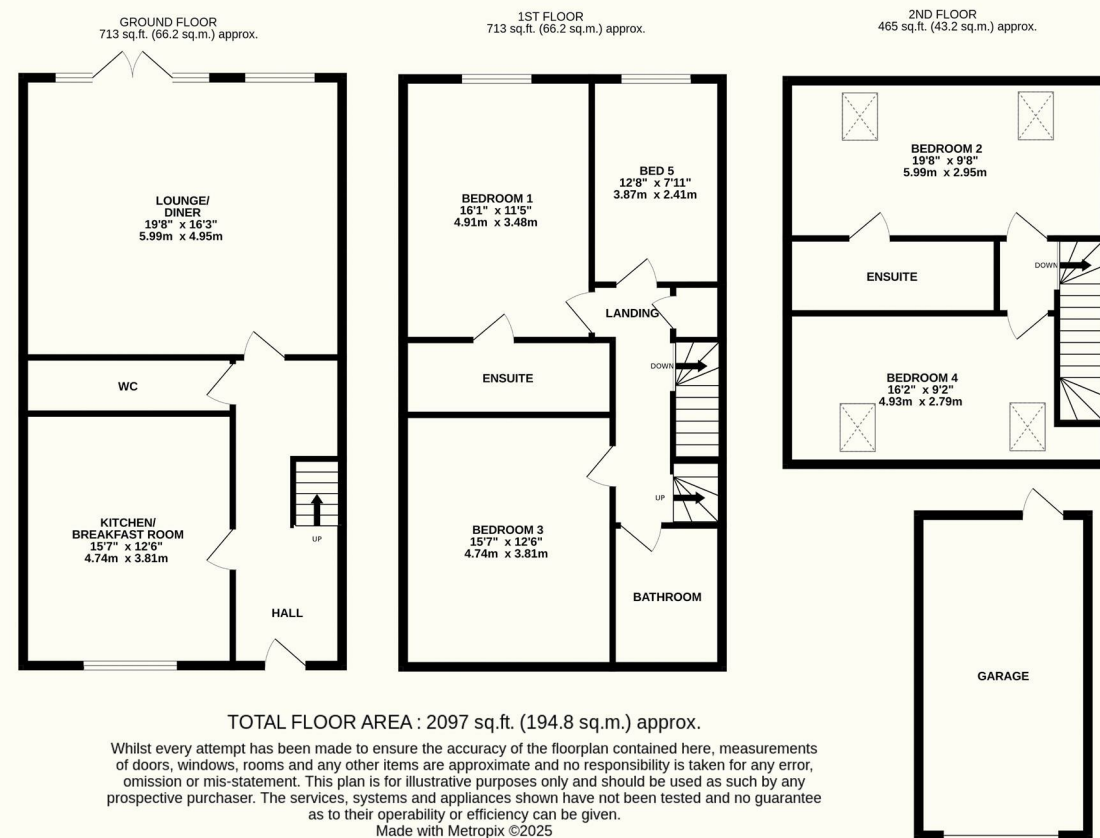 GROUND FLOOR
713 sq.ft. (66.2 sq.m.) approx.
LOUNGE/
DINER
19'8" x 16'3"
5.99m x 4.95m
WC
KITCHEN/
BREAKFAST ROOM
15'7" x 12'6"
4.74m x 3.81m
UP
HALL
1ST FLOOR
713 sq.ft. (66.2 sq.m.) approx.
BEDROOM 1
16'1" x 11'5"
4.91m x 3.48m
BED 5
12'8" x 7'11"
3.87m x 2.41m
LANDING
DOWN
ENSUITE
UP
BEDROOM 3
15'7" x 12'6"
4.74m x 3.81m
BATHROOM
2ND FLOOR
465 sq.ft. (43.2 sq.m.) approx.
BEDROOM 2
19'8" x 9'8"
5.99m x 2.95m
DOWN
ENSUITE
BEDROOM 4
16'2" x 9'2"
4.93m x 2.79m
GARAGE
TOTAL FLOOR AREA : 2097 sq.ft. (194.8 sq.m.) approx.
Whilst every attempt has been made to ensure the accuracy of the floorplan contained here, measurements
of doors, windows, rooms and any other items are approximate and no responsibility is taken for any error,
omission or mis-statement. This plan is for illustrative purposes only and should be used as such by any
prospective purchaser. The services, systems and appliances shown have not been tested and no guarantee
as to their operability or efficiency can be given.
Made with Metropix ©2025